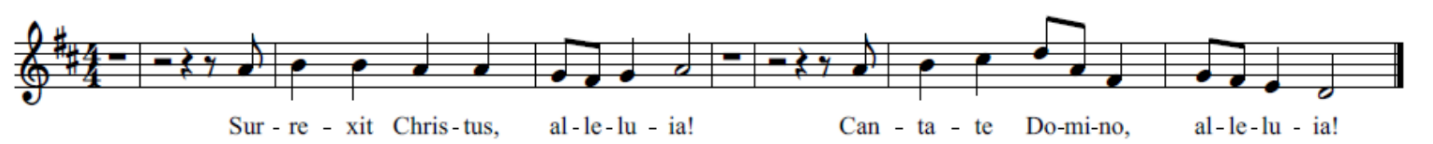 Sur - re - xit Chris - tus, al - le - lu - ia! Can - ta - te Do-mi-no, al - le - lu - ia!